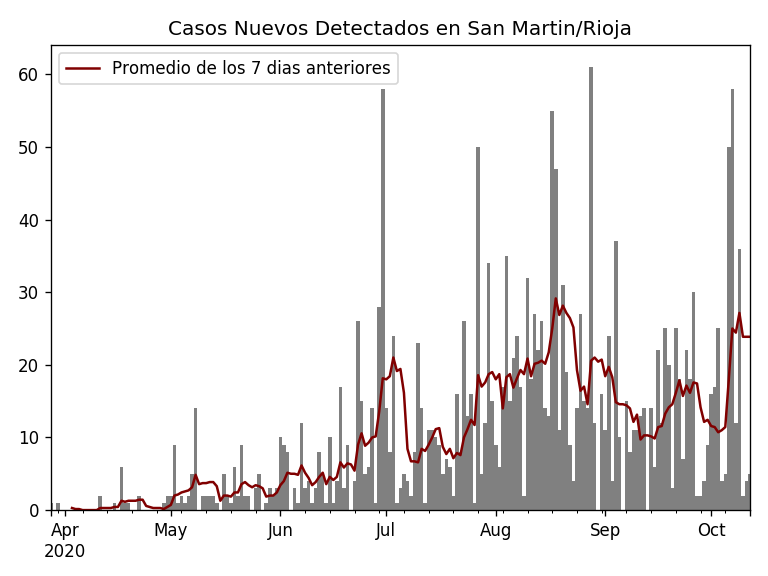 Casos Nuevos Detectados en San Martin/Rioja
Promedio de los 7 dias anteriores
60
50
40
30
20
10
0
Apr May Jun Jul Aug Sep Oct
2020